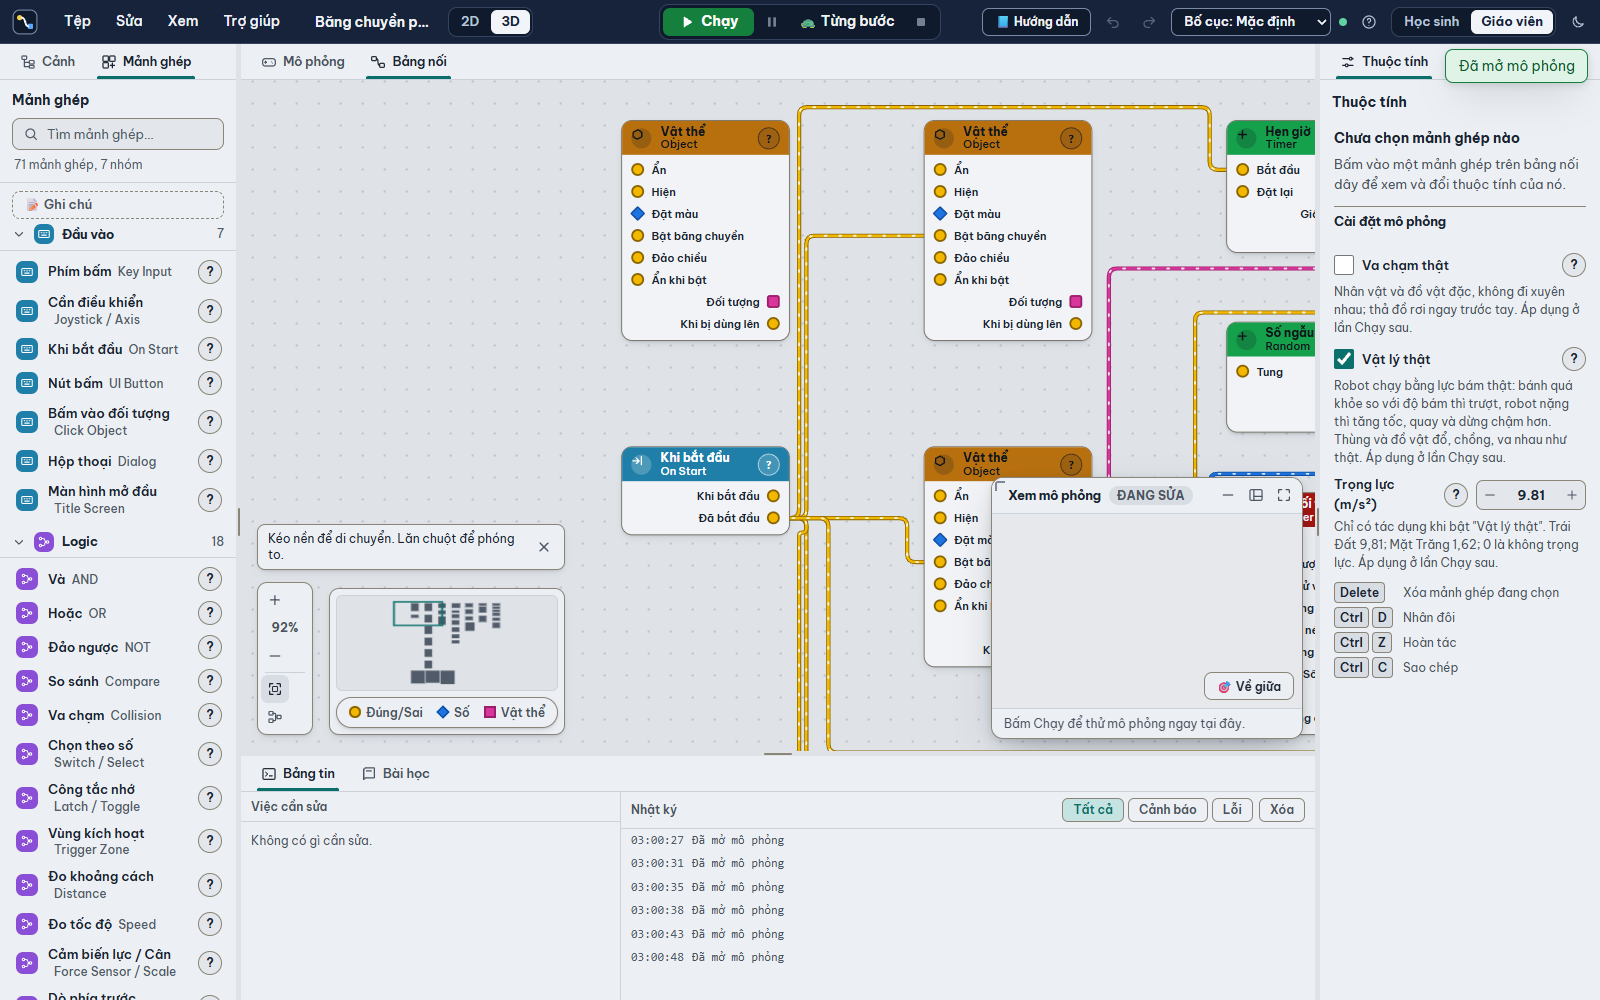 Tệp
Sửa
Xem
Trợ giúp
Băng chuyền p...
2D
3D
Chạy
Từng bước
Hướng dẫn
Bố cục: Mặc định
Học sinh
Giáo viên
Cảnh
Mảnh ghép
Mô phỏng
Bảng nối
Thuộc tính
Đã mở mô phỏng
Mảnh ghép
Tìm mảnh ghép...
71 mảnh ghép, 7 nhóm
Ghi chú
Đầu vào
7
Phím bấm Key Input
?
Cần điều khiển
Joystick / Axis
?
Khi bắt đầu On Start
?
Nút bấm UI Button
?
Bấm vào đối tượng
Click Object
?
Hộp thoại Dialog
?
Màn hình mở đầu
Title Screen
?
Logic
18
Và AND
?
Hoặc OR
?
Đảo ngược NOT
?
So sánh Compare
?
Va chạm Collision
?
Chọn theo số
Switch / Select
?
Công tắc nhớ
Latch / Toggle
?
Vùng kích hoạt
Trigger Zone
?
Đo khoảng cách
Distance
?
Đo tốc độ Speed
?
Cảm biến lực / Cân
Force Sensor / Scale
?
Dò phía trước
Vật thể
Object
?
Ẩn
Hiện
Đặt màu
Bật băng chuyền
Đảo chiều
Ẩn khi bật
Đối tượng
Khi bị dùng lên
Vật thể
Object
?
Ẩn
Hiện
Đặt màu
Bật băng chuyền
Đảo chiều
Ẩn khi bật
Đối tượng
Khi bị dùng lên
Hẹn giờ
Timer
Bắt đầu
Đặt lại
Số ngẫu
Random
Tung
Khi bắt đầu
On Start
?
Khi bắt đầu
Đã bắt đầu
Vật thể
Object
?
Ẩn
Hiện
Đặt mà
Bật bă
Đảo ch
Ẩn khi
K
Xem mô phỏng
ĐANG SỬA
Về giữa
Bấm Chạy để thử mô phỏng ngay tại đây.
Kéo nền để di chuyển. Lăn chuột để phóng
to.
92%
Đúng/Sai
Số
Vật thể
Bảng tin
Bài học
Việc cần sửa
Không có gì cần sửa.
Nhật ký
Tất cả
Cảnh báo
Lỗi
Xóa
03:00:27 Đã mở mô phỏng
03:00:31 Đã mở mô phỏng
03:00:35 Đã mở mô phỏng
03:00:38 Đã mở mô phỏng
03:00:43 Đã mở mô phỏng
03:00:48 Đã mở mô phỏng
Thuộc tính
Chưa chọn mảnh ghép nào
Bấm vào một mảnh ghép trên bảng nối
dây để xem và đổi thuộc tính của nó.
Cài đặt mô phỏng
Va chạm thật
?
Nhân vật và đồ vật đặc, không đi xuyên
nhau; thả đồ rơi ngay trước tay. Áp dụng ở
lần Chạy sau.
Vật lý thật
?
Robot chạy bằng lực bám thật: bánh quá
khỏe so với độ bám thì trượt, robot nặng
thì tăng tốc, quay và dừng chậm hơn.
Thùng và đồ vật đổ, chồng, va nhau như
thật. Áp dụng ở lần Chạy sau.
Trọng lực
(m/s²)
?
9.81
Chỉ có tác dụng khi bật "Vật lý thật". Trái
Đất 9,81; Mặt Trăng 1,62; 0 là không trọng
lực. Áp dụng ở lần Chạy sau.
Delete Xóa mảnh ghép đang chọn
Ctrl D Nhân đôi
Ctrl Z Hoàn tác
Ctrl C Sao chép